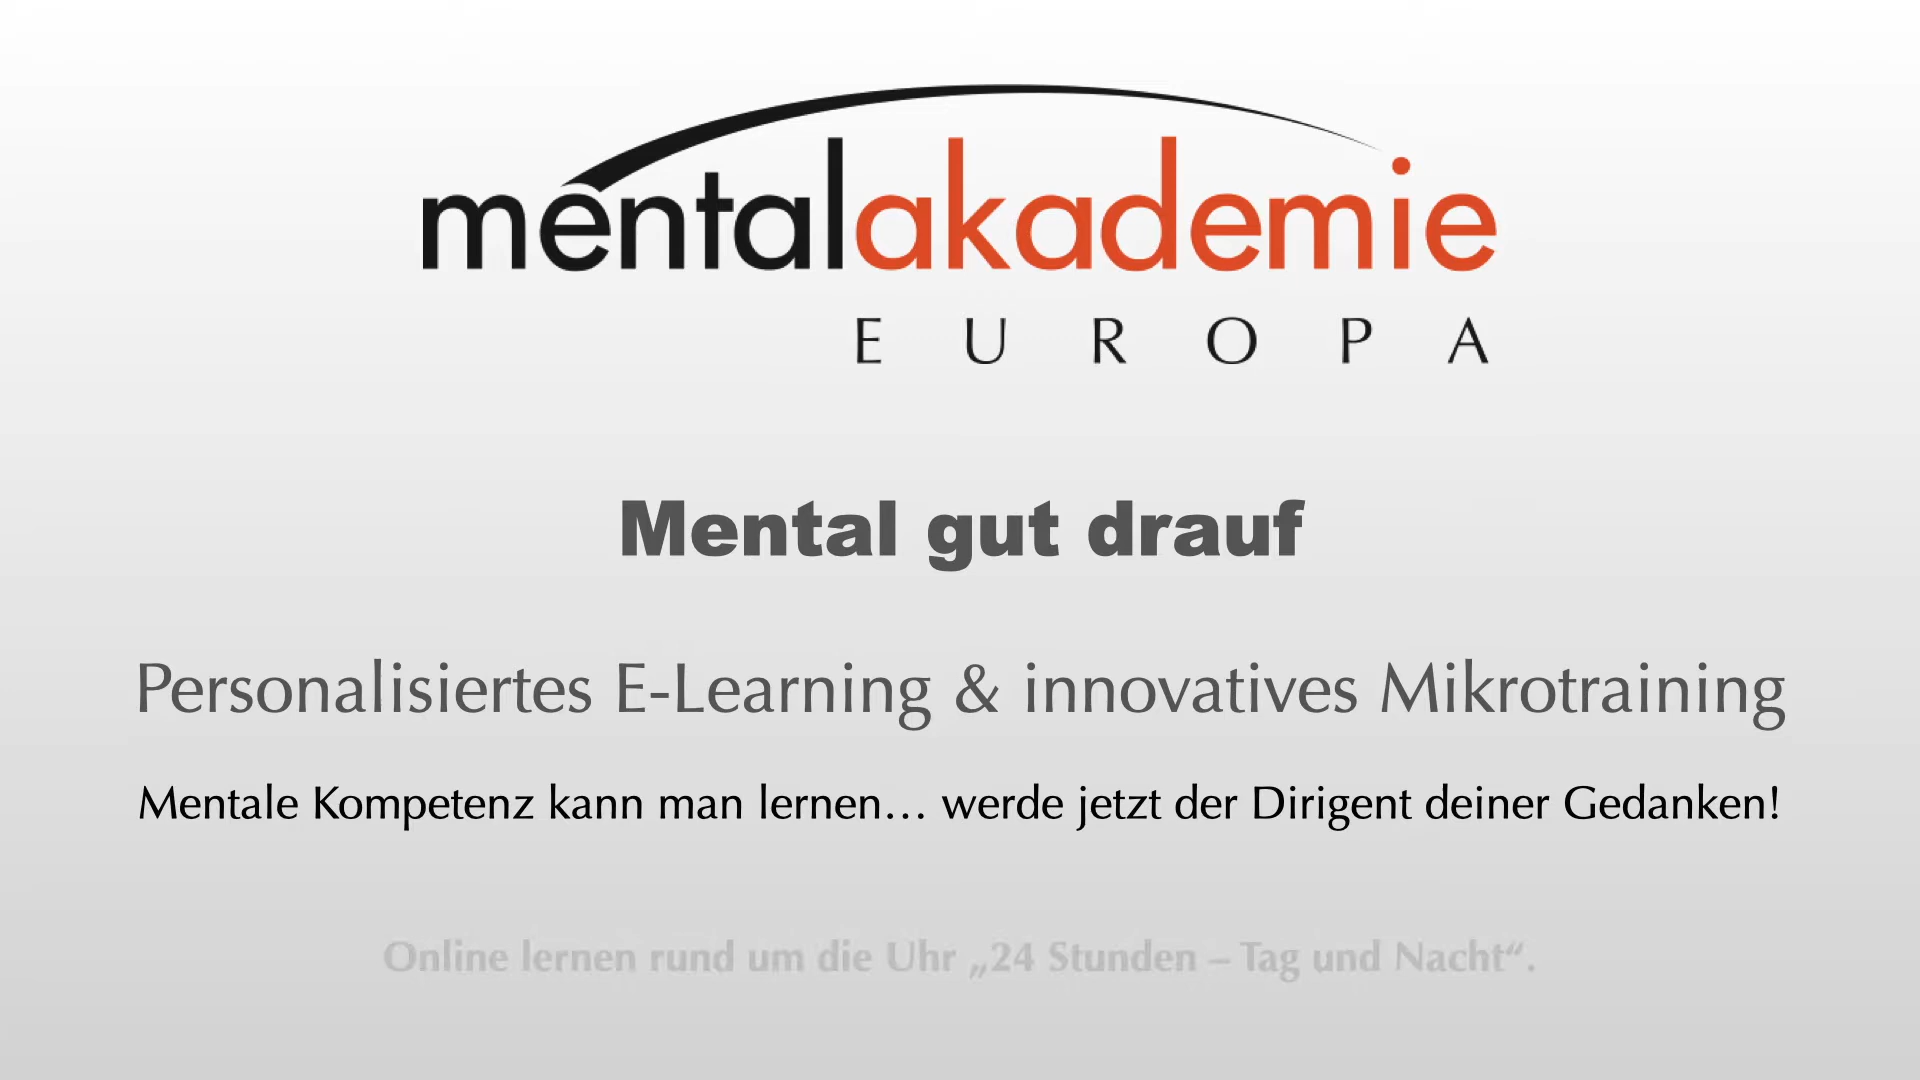 mentalakademie
EUROPA
Mental gut drauf
Personalisiertes E-Learning & innovatives Mikrotraining
Mentale Kompetenz kann man lernen… werde jetzt der Dirigent deiner Gedanken!
Online lernen rund um die Uhr „24 Stunden – Tag und Nacht“.